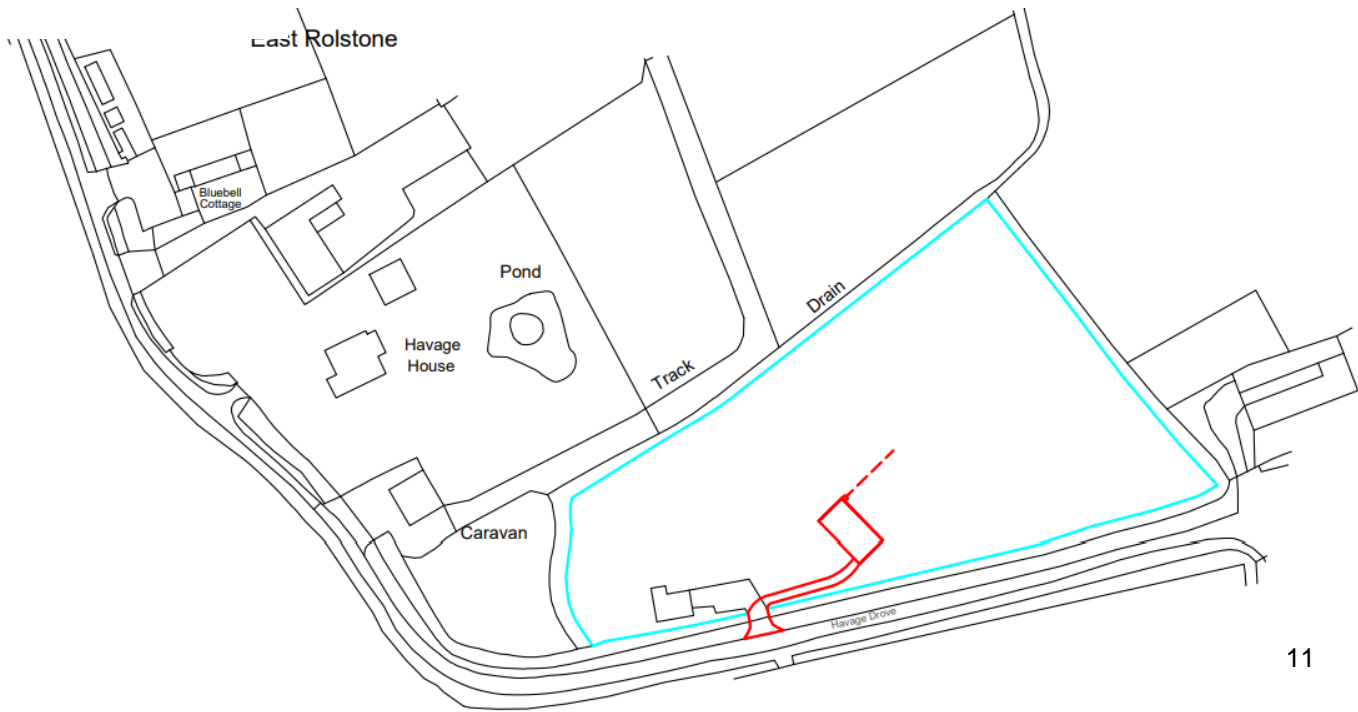 East Rolstone
Bluebell
Cottage
Pond
Havage
House
Drain
Track
Caravan
Havage Drove
11